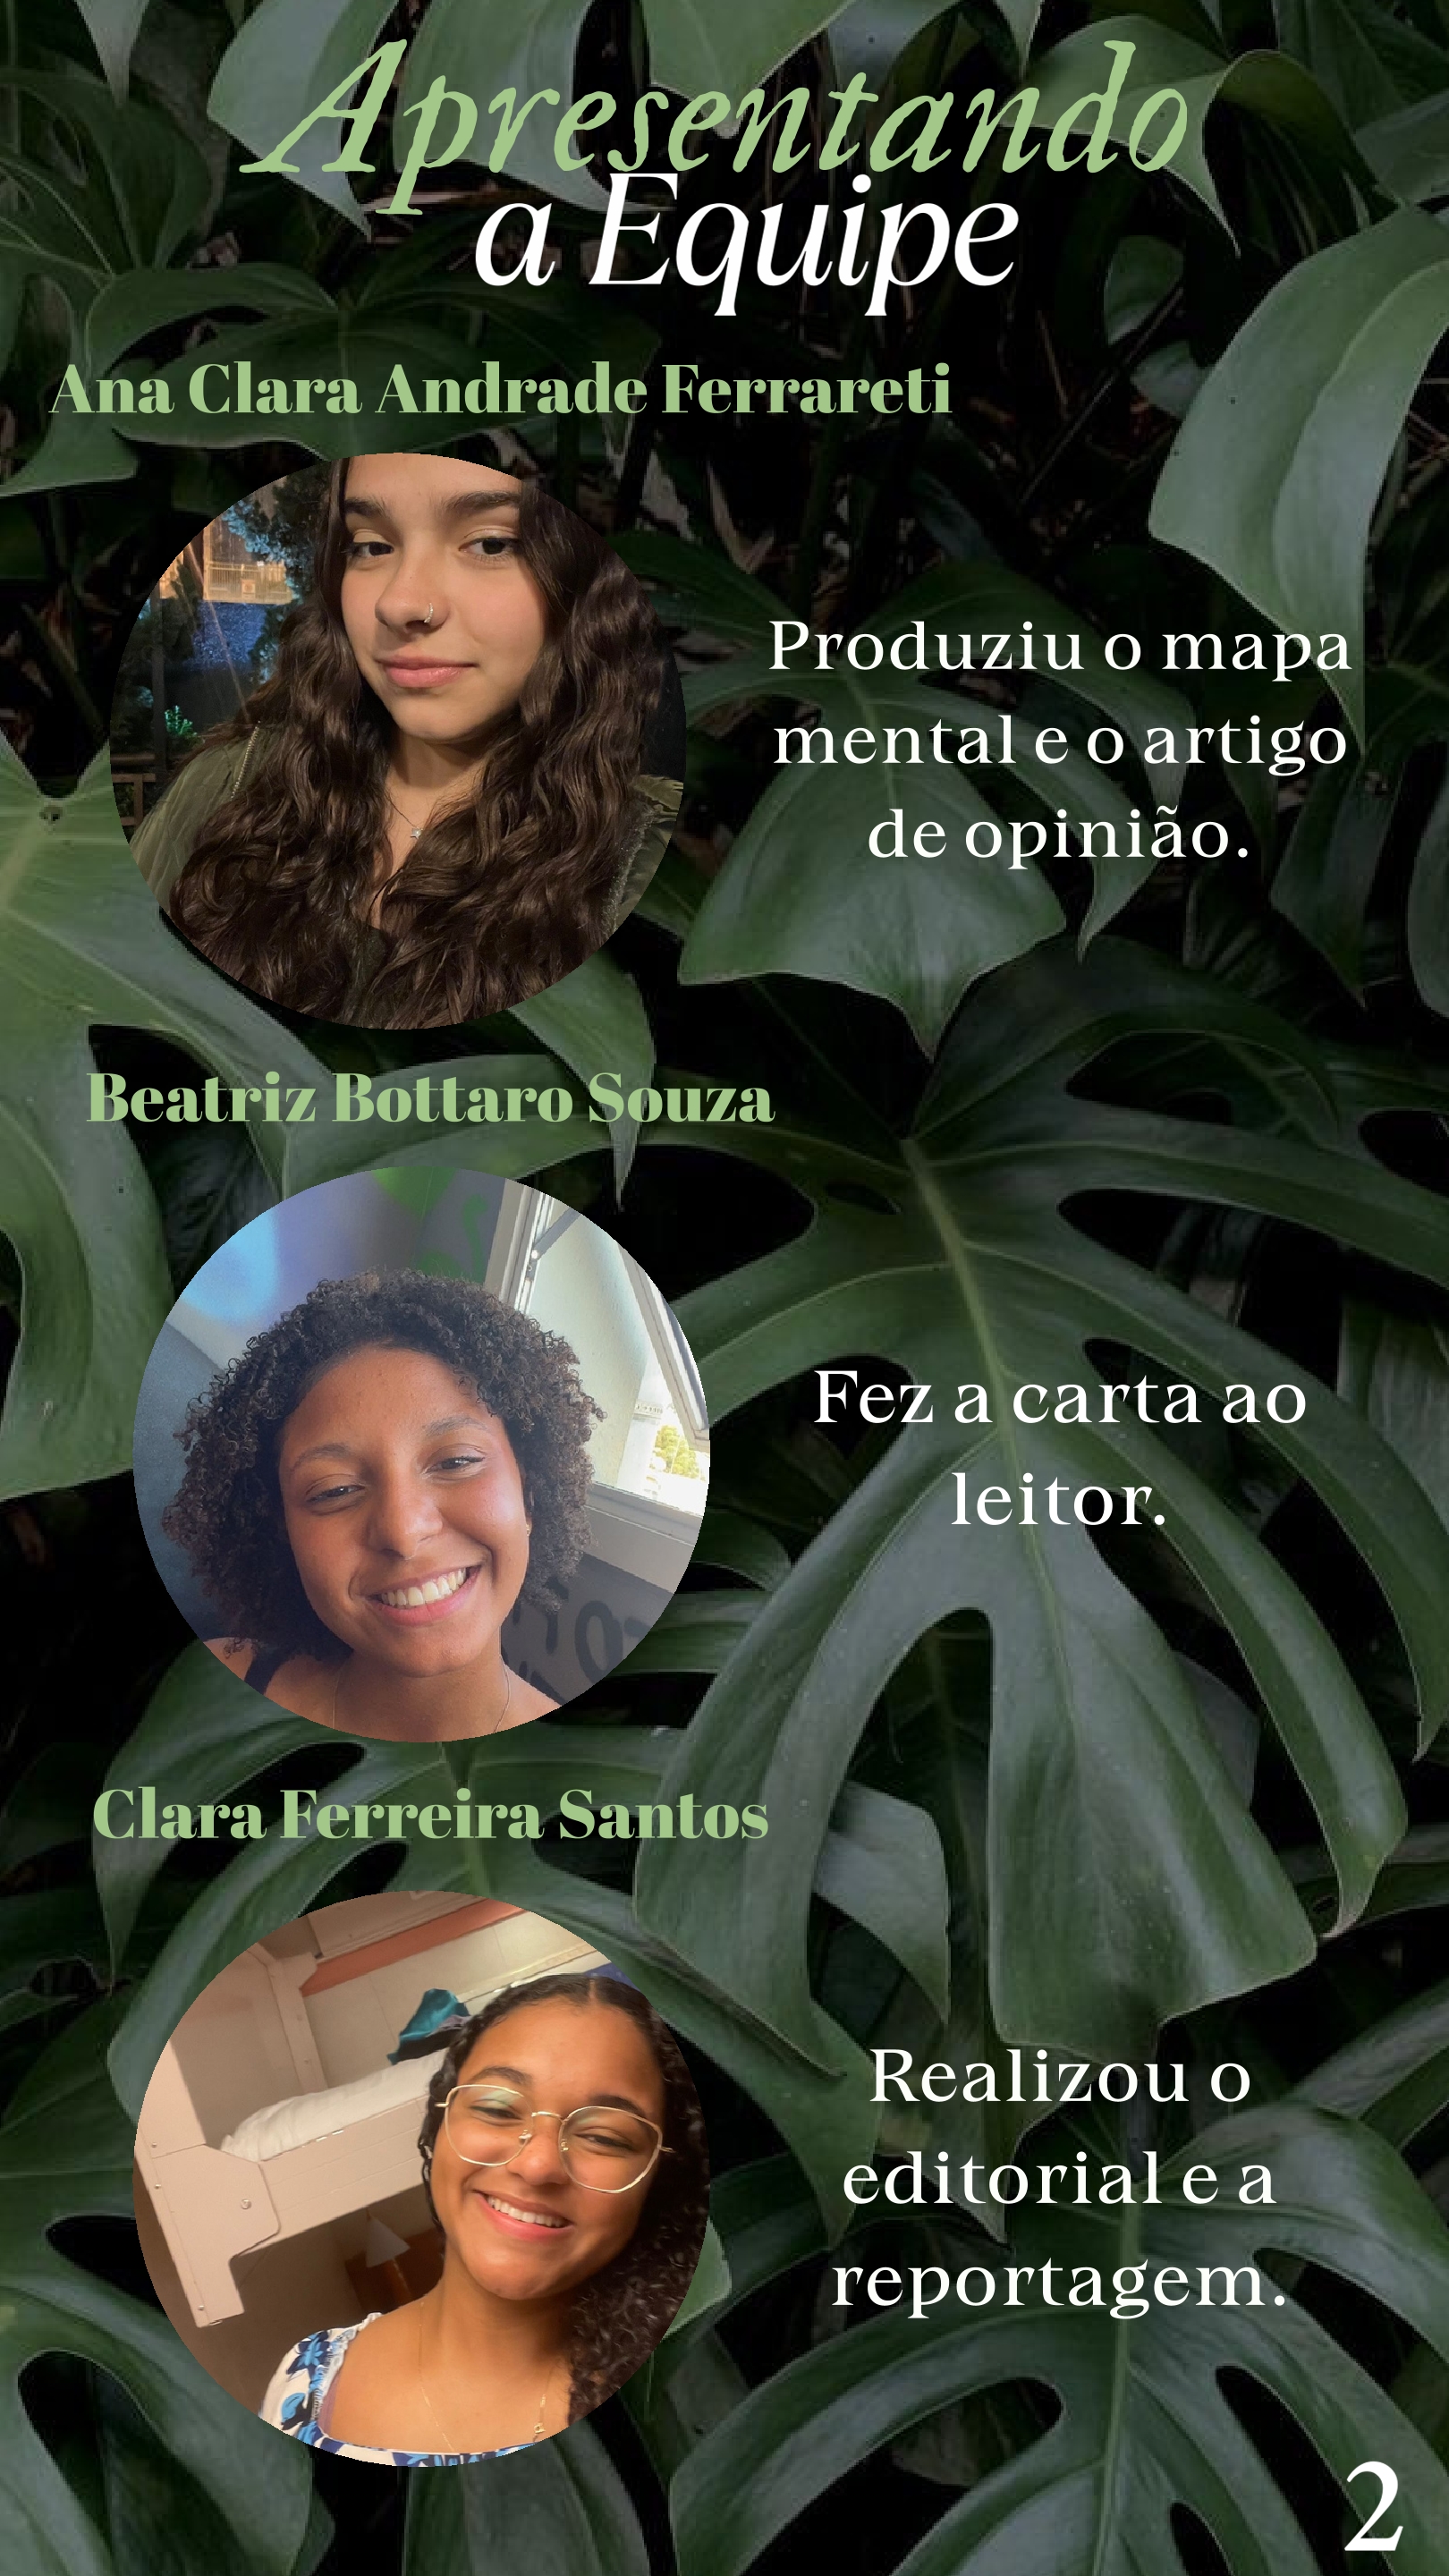 Apresentando
a Equipe
Ana Clara Andrade Ferrareti
Produziu o mapa
mental e o artigo
de opinião.
Beatriz Bottaro Souza
Fez a carta ao
leitor.
Clara Ferreira Santos
Realizou o
editorial e a
reportagem.
2